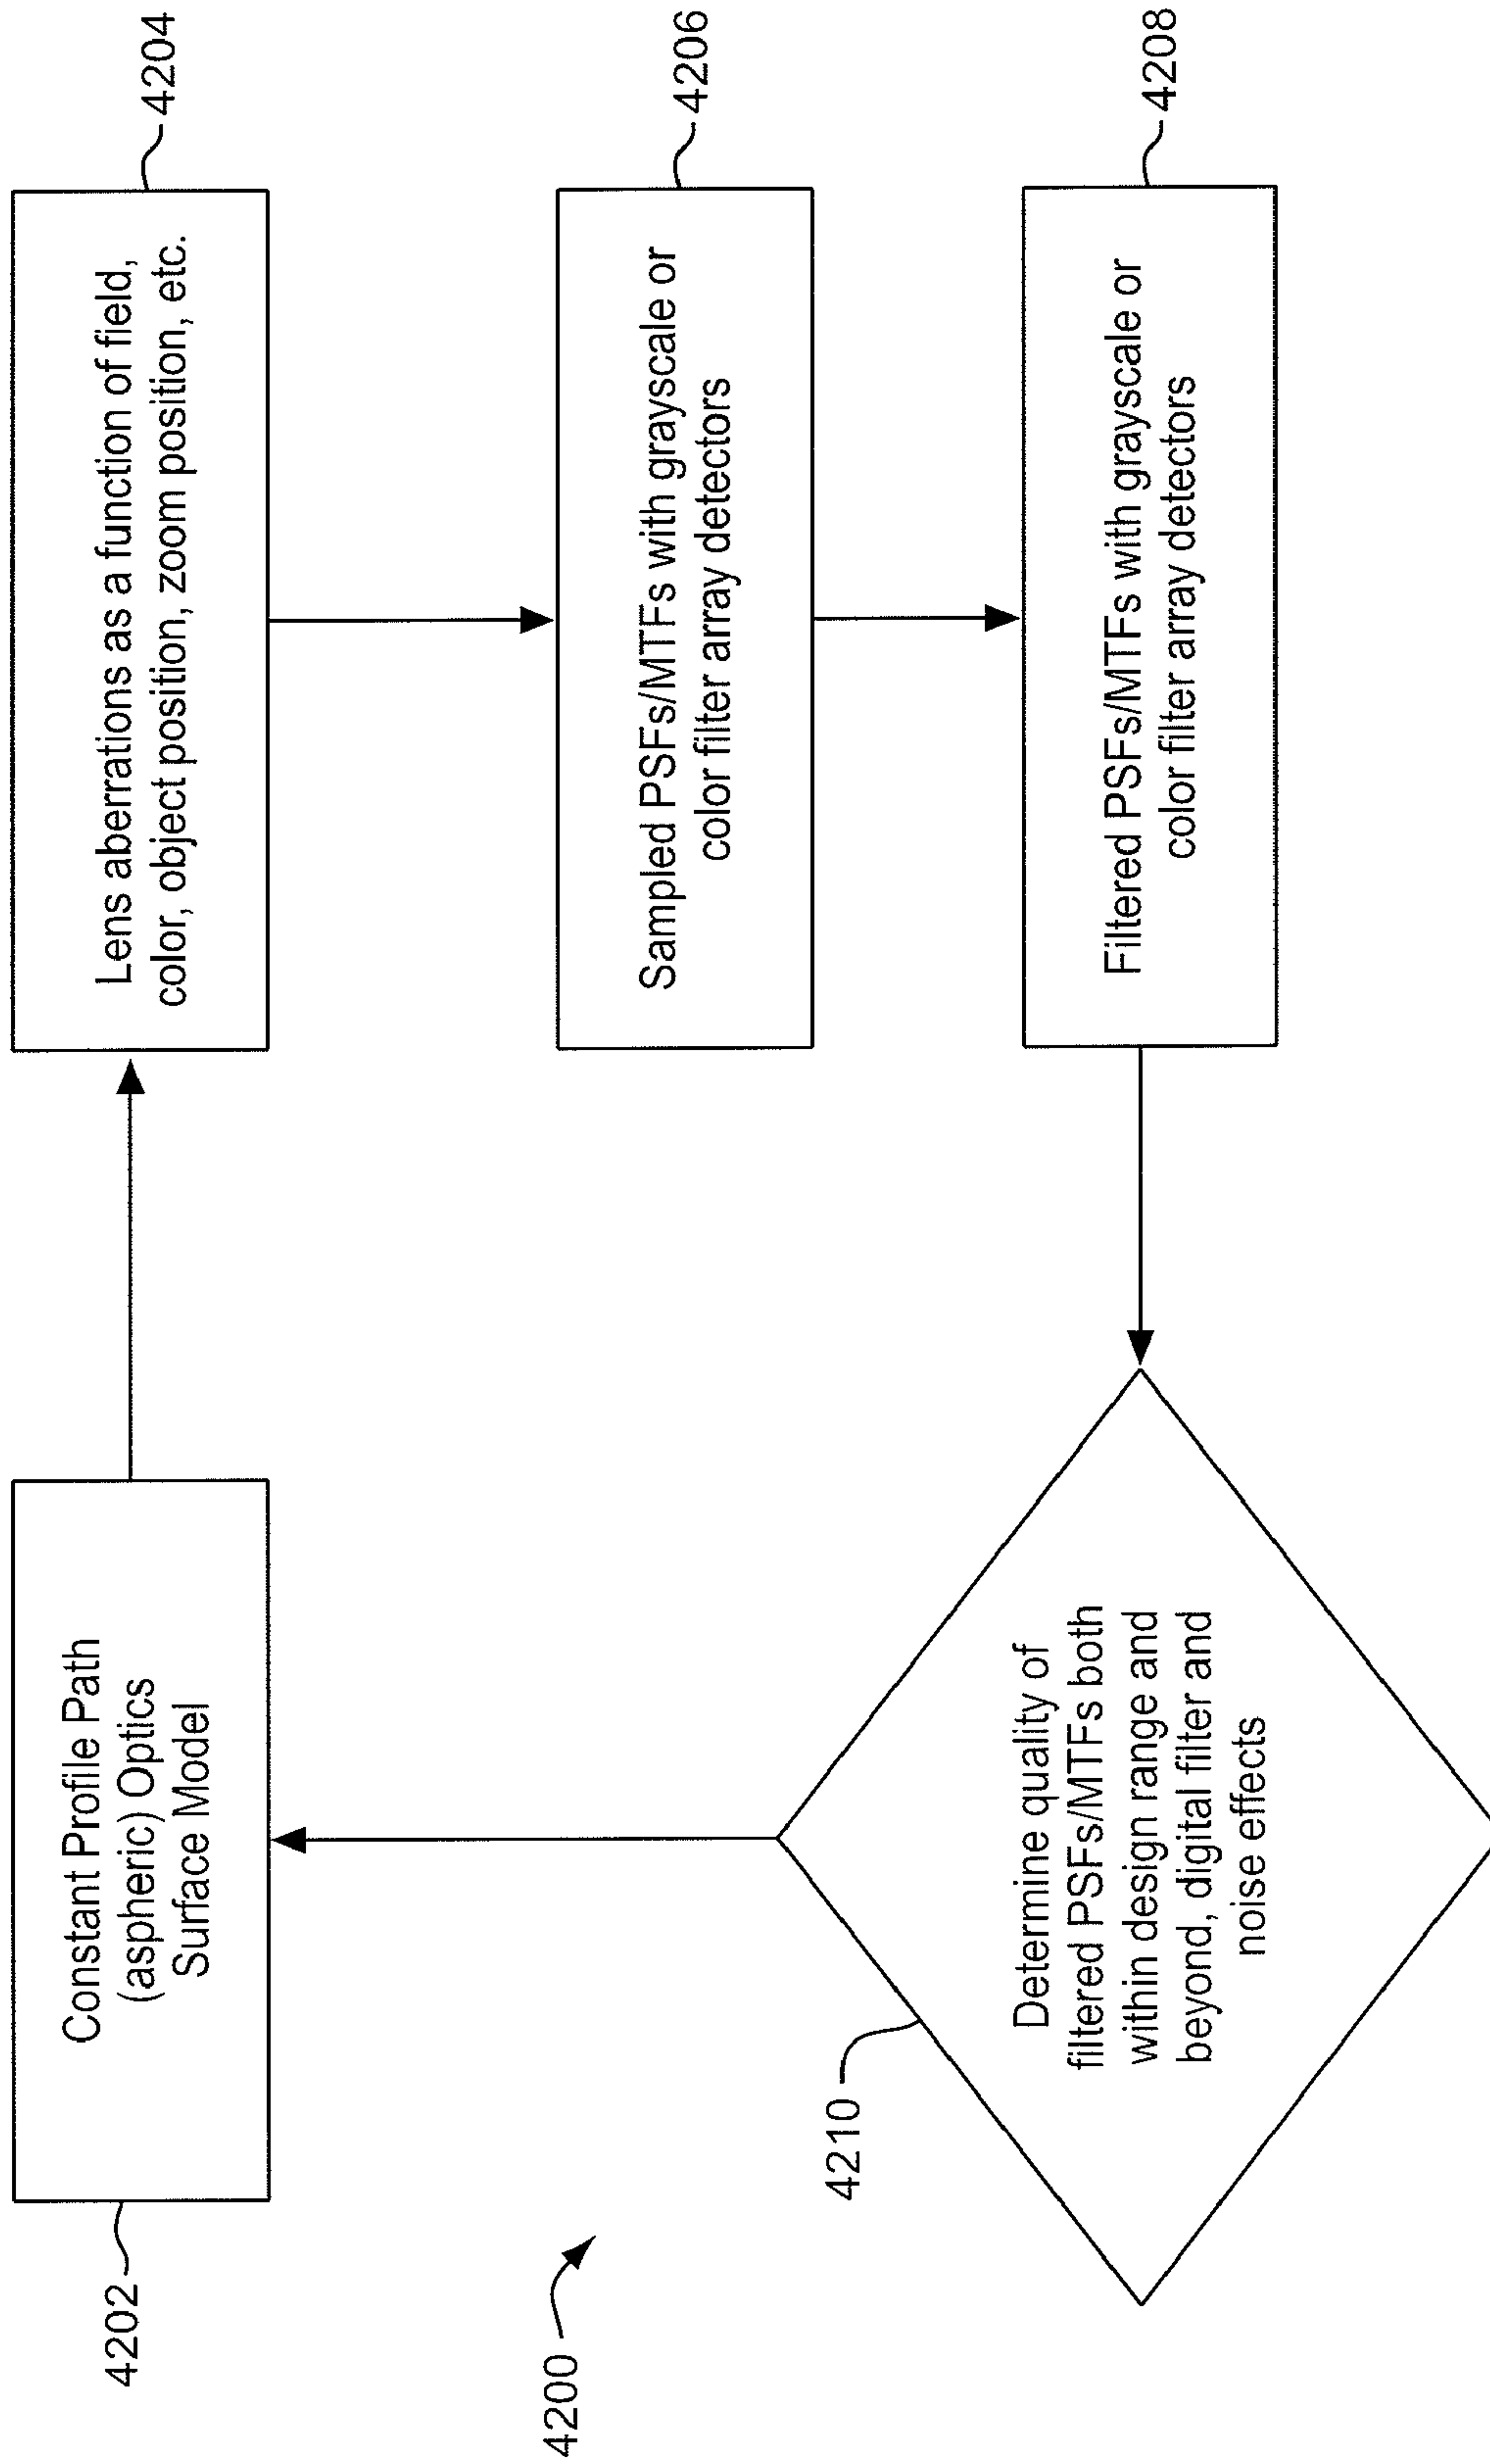 4202
Constant Profile Path
(aspheric) Optics
Surface Model
4204
Lens aberrations as a function of field,
color, object position, zoom position, etc.
4206
Sampled PSFs/MTFs with grayscale or
color filter array detectors
4208
Filtered PSFs/MTFs with grayscale or
color filter array detectors
4210
Determine quality of
filtered PSFs/MTFs both
within design range and
beyond, digital filter and
noise effects
4200